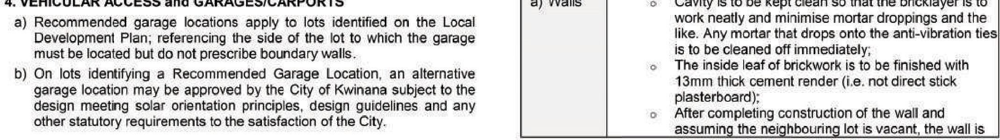 4. VEHICULAR ACCESS and GARAGES/CARPORTS
a) Recommended garage locations apply to lots identified on the Local
Development Plan; referencing the side of the lot to which the garage
must be located but do not prescribe boundary walls.
b) On lots identifying a Recommended Garage Location, an alternative
garage location may be approved by the City of Kwinana subject to the
design meeting solar orientation principles, design guidelines and any
other statutory requirements to the satisfaction of the City.
a) Walls
o Cavity is to be kept clean so that the bricklayer is to
work neatly and minimise mortar droppings and the
like. Any mortar that drops onto the anti-vibration ties
is to be cleaned off immediately;
o The inside leaf of brickwork is to be finished with
13mm thick cement render (i.e. not direct stick
plasterboard);
o After completing construction of the wall and
assuming the neighbouring lot is vacant, the wall is